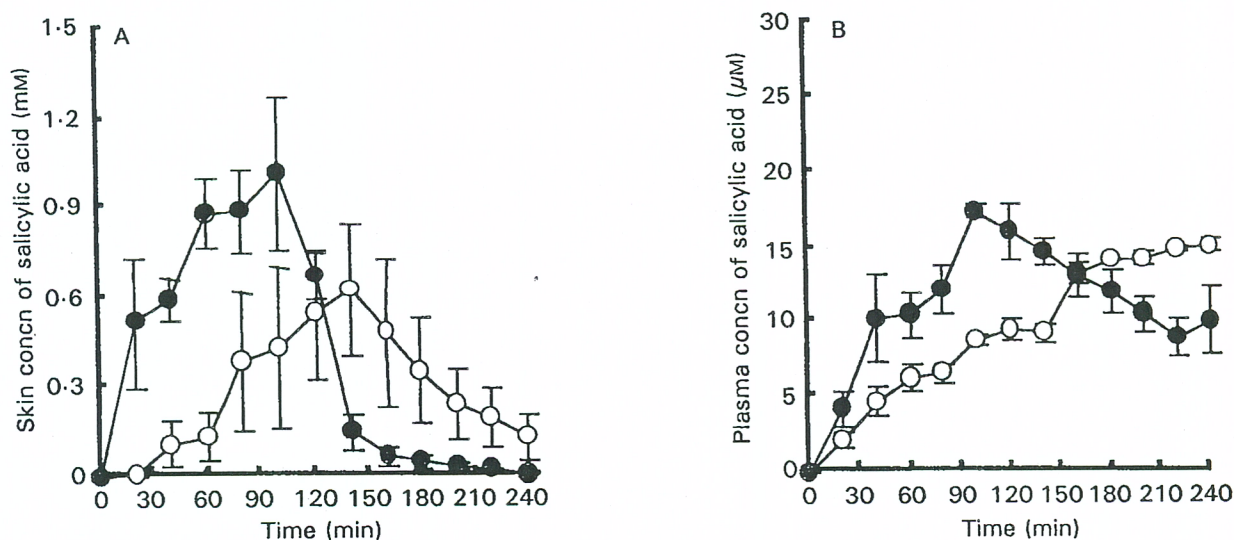 A
Skin concn of salicylic acid (mM)
1·5
1·2
0·9
0·6
0·3
0
0 30 60 90 120 150 180 210 240
Time (min)
B
Plasma concn of salicylic acid (μM)
30
25
20
15
10
5
0
0 30 60 90 120 150 180 210 240
Time (min)